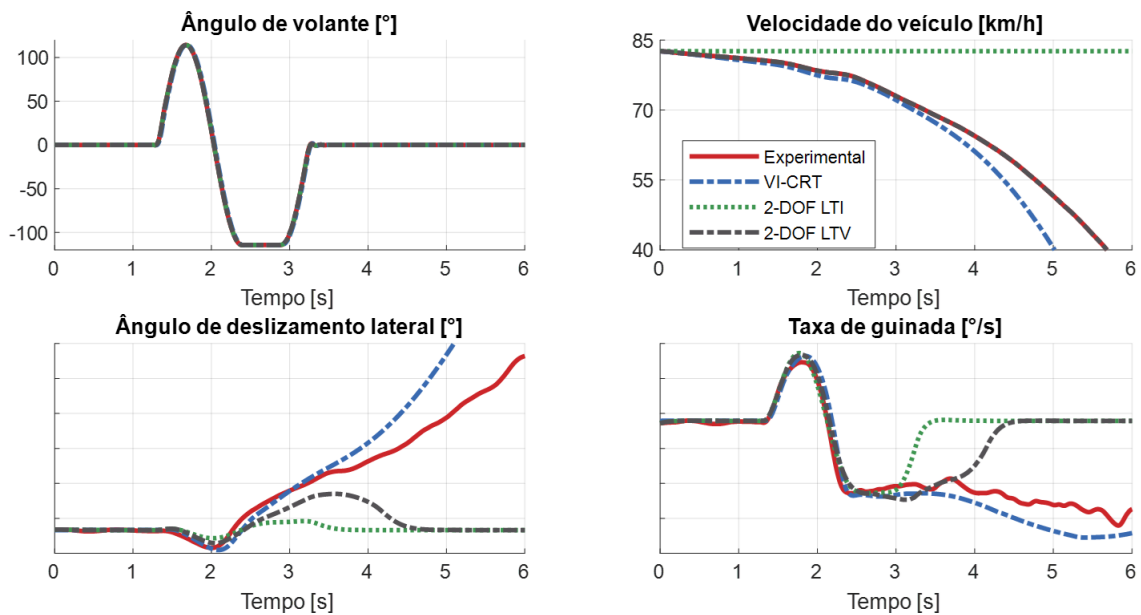 Ângulo de volante [°]
100
50
0
-50
-100
0 1 2 3 4 5 6
Tempo [s]
Velocidade do veículo [km/h]
85
70
55
40
Experimental
VI-CRT
2-DOF LTI
2-DOF LTV
0 1 2 3 4 5 6
Tempo [s]
Ângulo de deslizamento lateral [°]
0 1 2 3 4 5 6
Tempo [s]
Taxa de guinada [°/s]
0 1 2 3 4 5 6
Tempo [s]